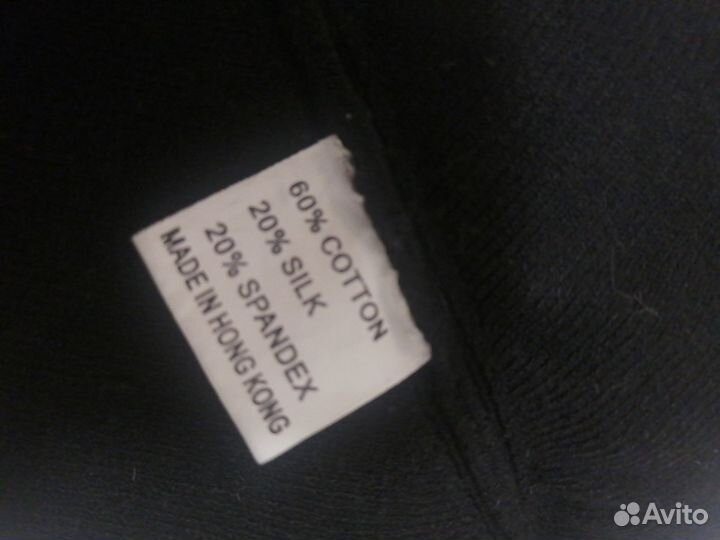 60% COTTON
20% SILK
20% SPANDEX
MADE IN HONG KONG
Avito